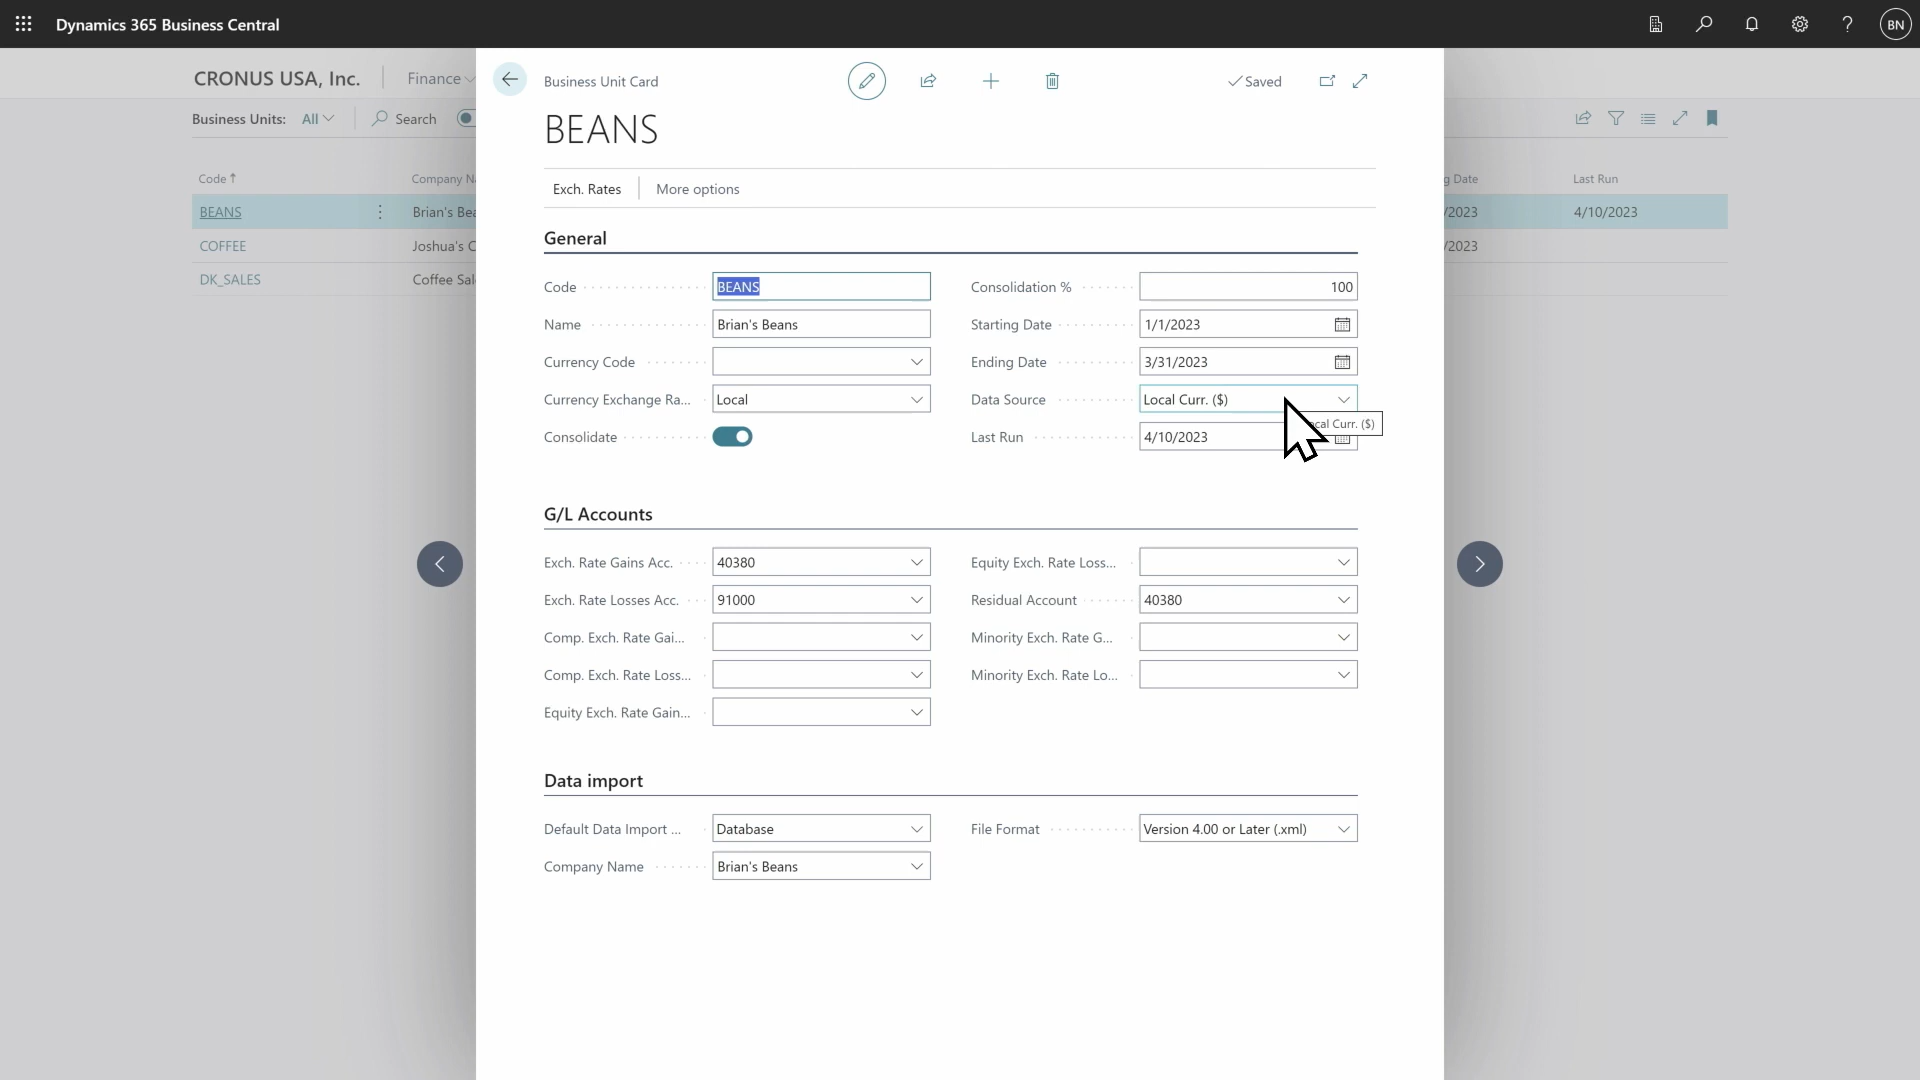 Dynamics 365 Business Central
BN
CRONUS USA, Inc.
Finance
Business Units: All
Search
Code
Company N
g Date
Last Run
BEANS
Brian's Bea
/2023
4/10/2023
COFFEE
Joshua's C
/2023
DK_SALES
Coffee Sal
Business Unit Card
Saved
BEANS
Exch. Rates
More options
General
Code
BEANS
Consolidation %
100
Name
Brian's Beans
Starting Date
1/1/2023
Currency Code
Ending Date
3/31/2023
Currency Exchange Ra...
Local
Data Source
Local Curr. ($)
cal Curr. ($)
Consolidate
Last Run
4/10/2023
G/L Accounts
Exch. Rate Gains Acc.
40380
Equity Exch. Rate Loss...
Exch. Rate Losses Acc.
91000
Residual Account
40380
Comp. Exch. Rate Gai...
Minority Exch. Rate G...
Comp. Exch. Rate Loss...
Minority Exch. Rate Lo...
Equity Exch. Rate Gain...
Data import
Default Data Import ...
Database
File Format
Version 4.00 or Later (.xml)
Company Name
Brian's Beans